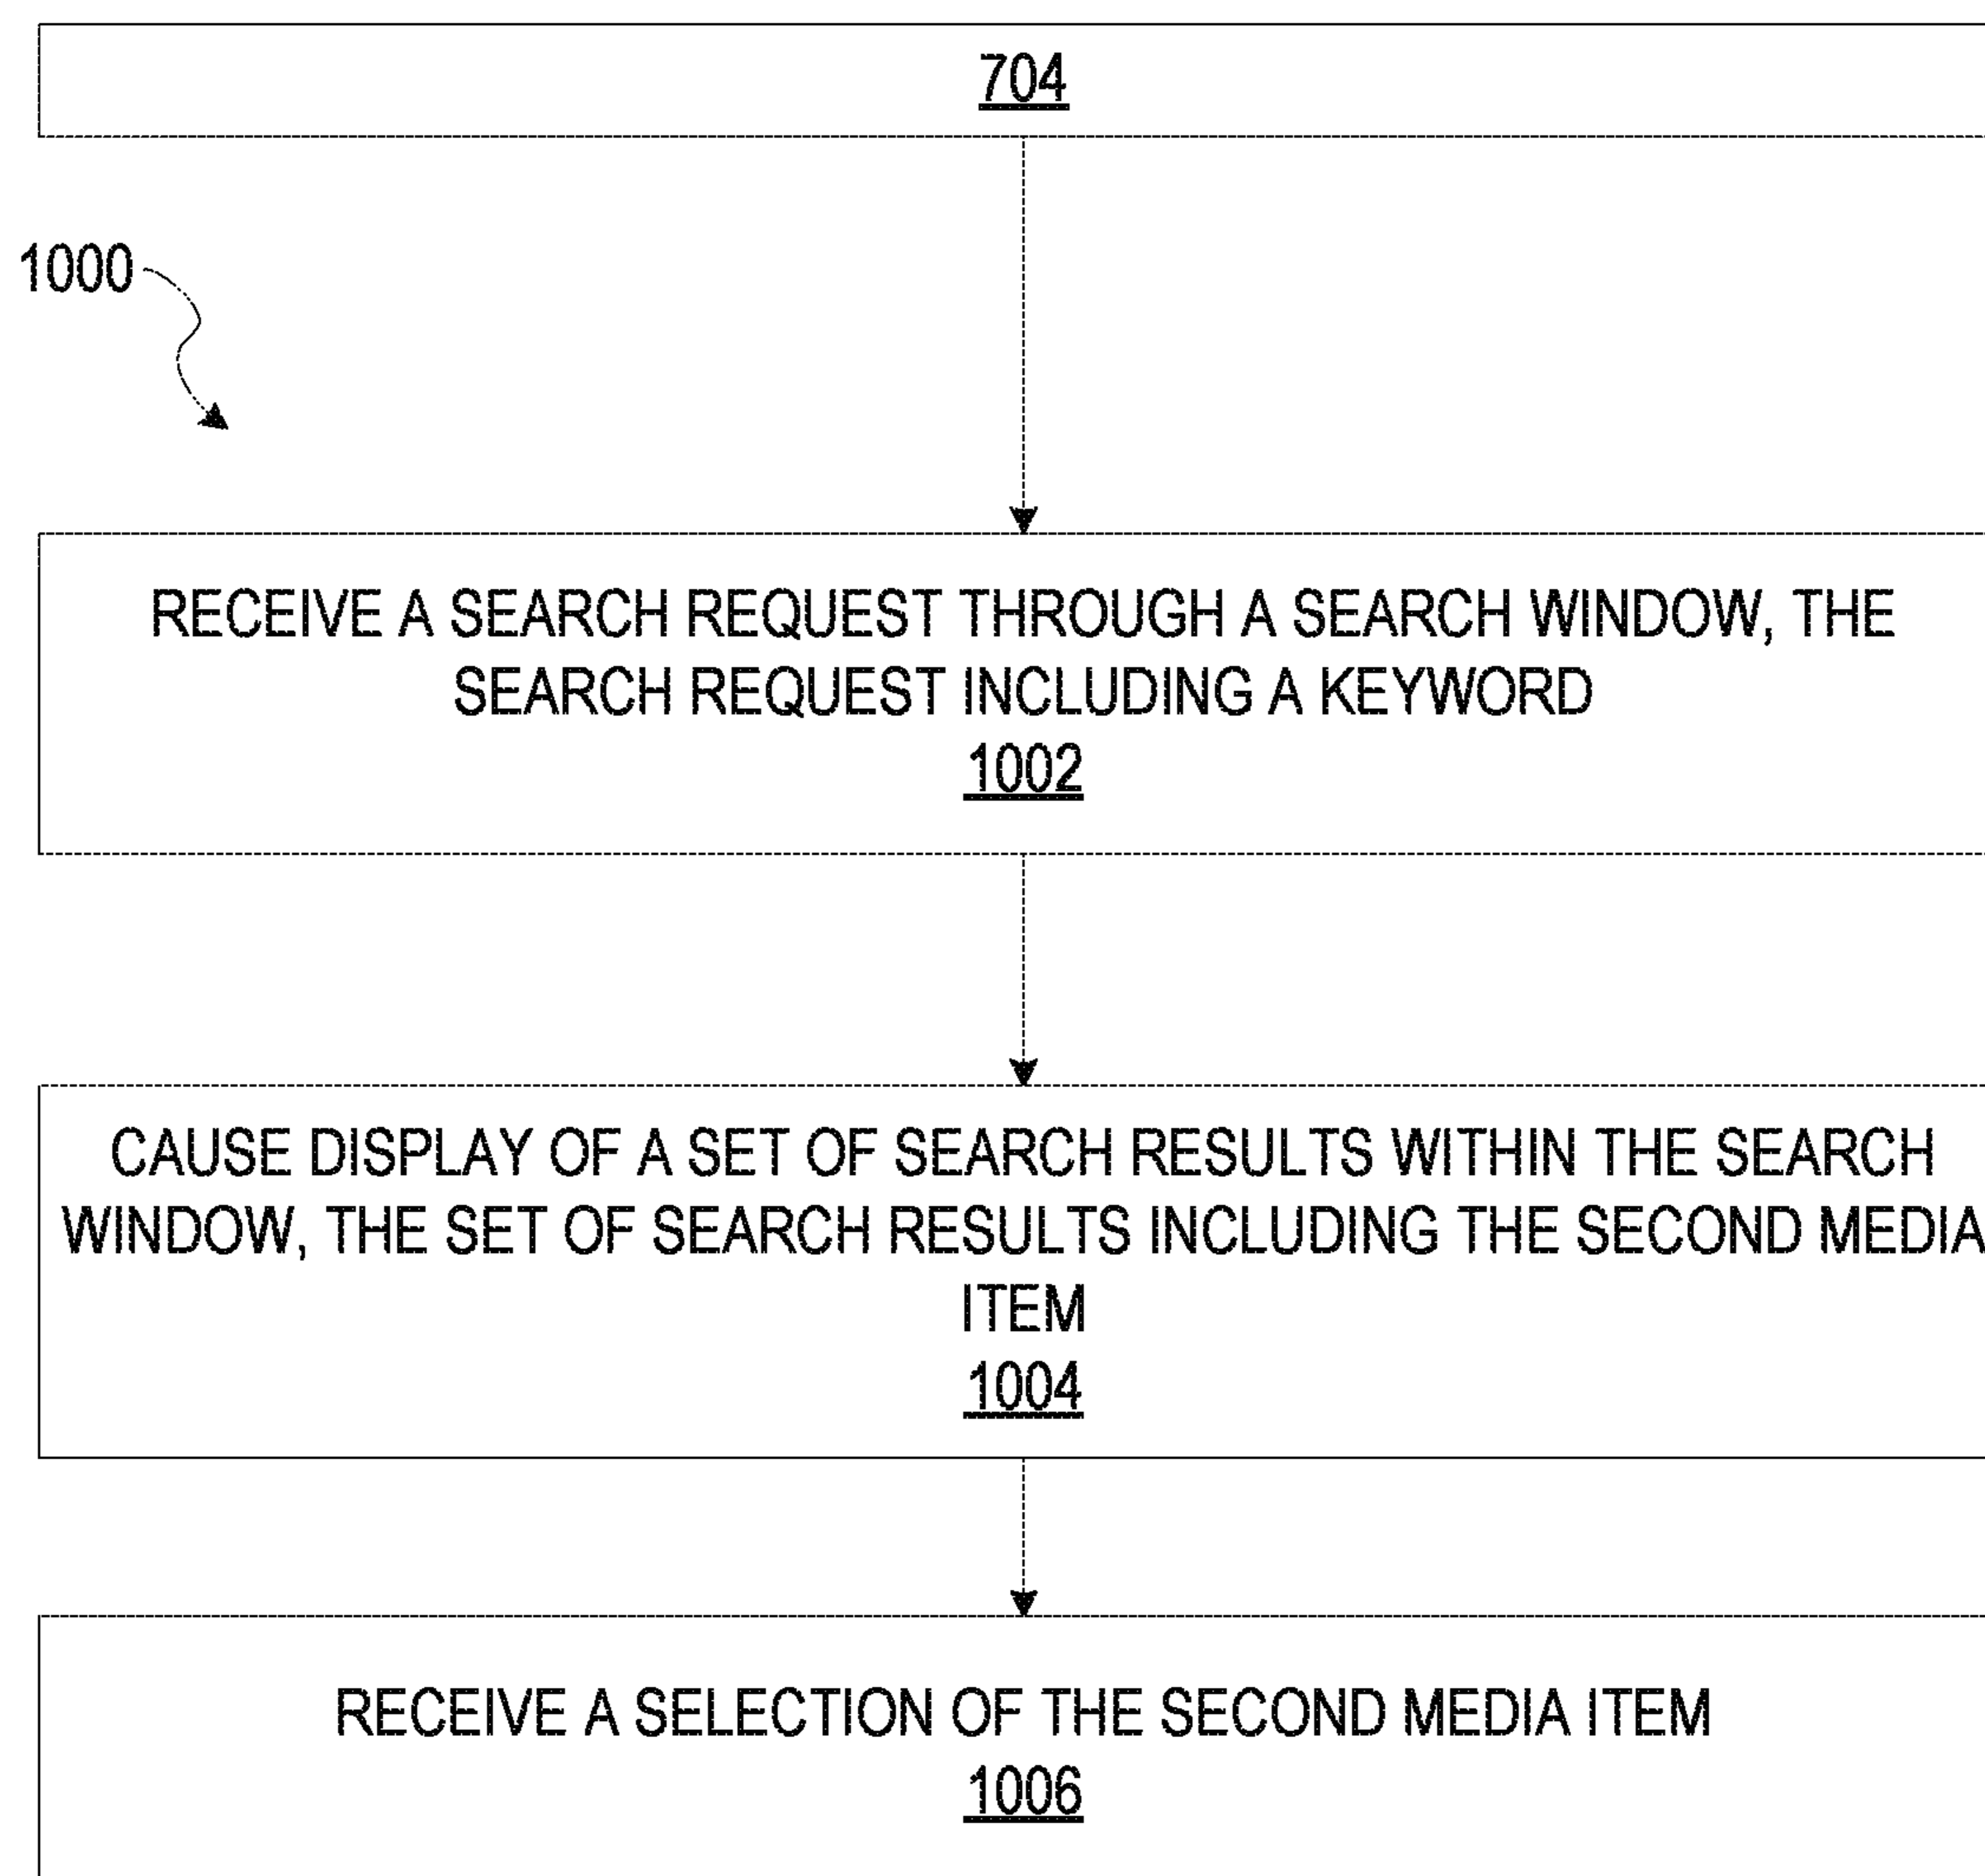 704
1000
RECEIVE A SEARCH REQUEST THROUGH A SEARCH WINDOW, THE
SEARCH REQUEST INCLUDING A KEYWORD
1002
CAUSE DISPLAY OF A SET OF SEARCH RESULTS WITHIN THE SEARCH
WINDOW, THE SET OF SEARCH RESULTS INCLUDING THE SECOND MEDIA
ITEM
1004
RECEIVE A SELECTION OF THE SECOND MEDIA ITEM
1006